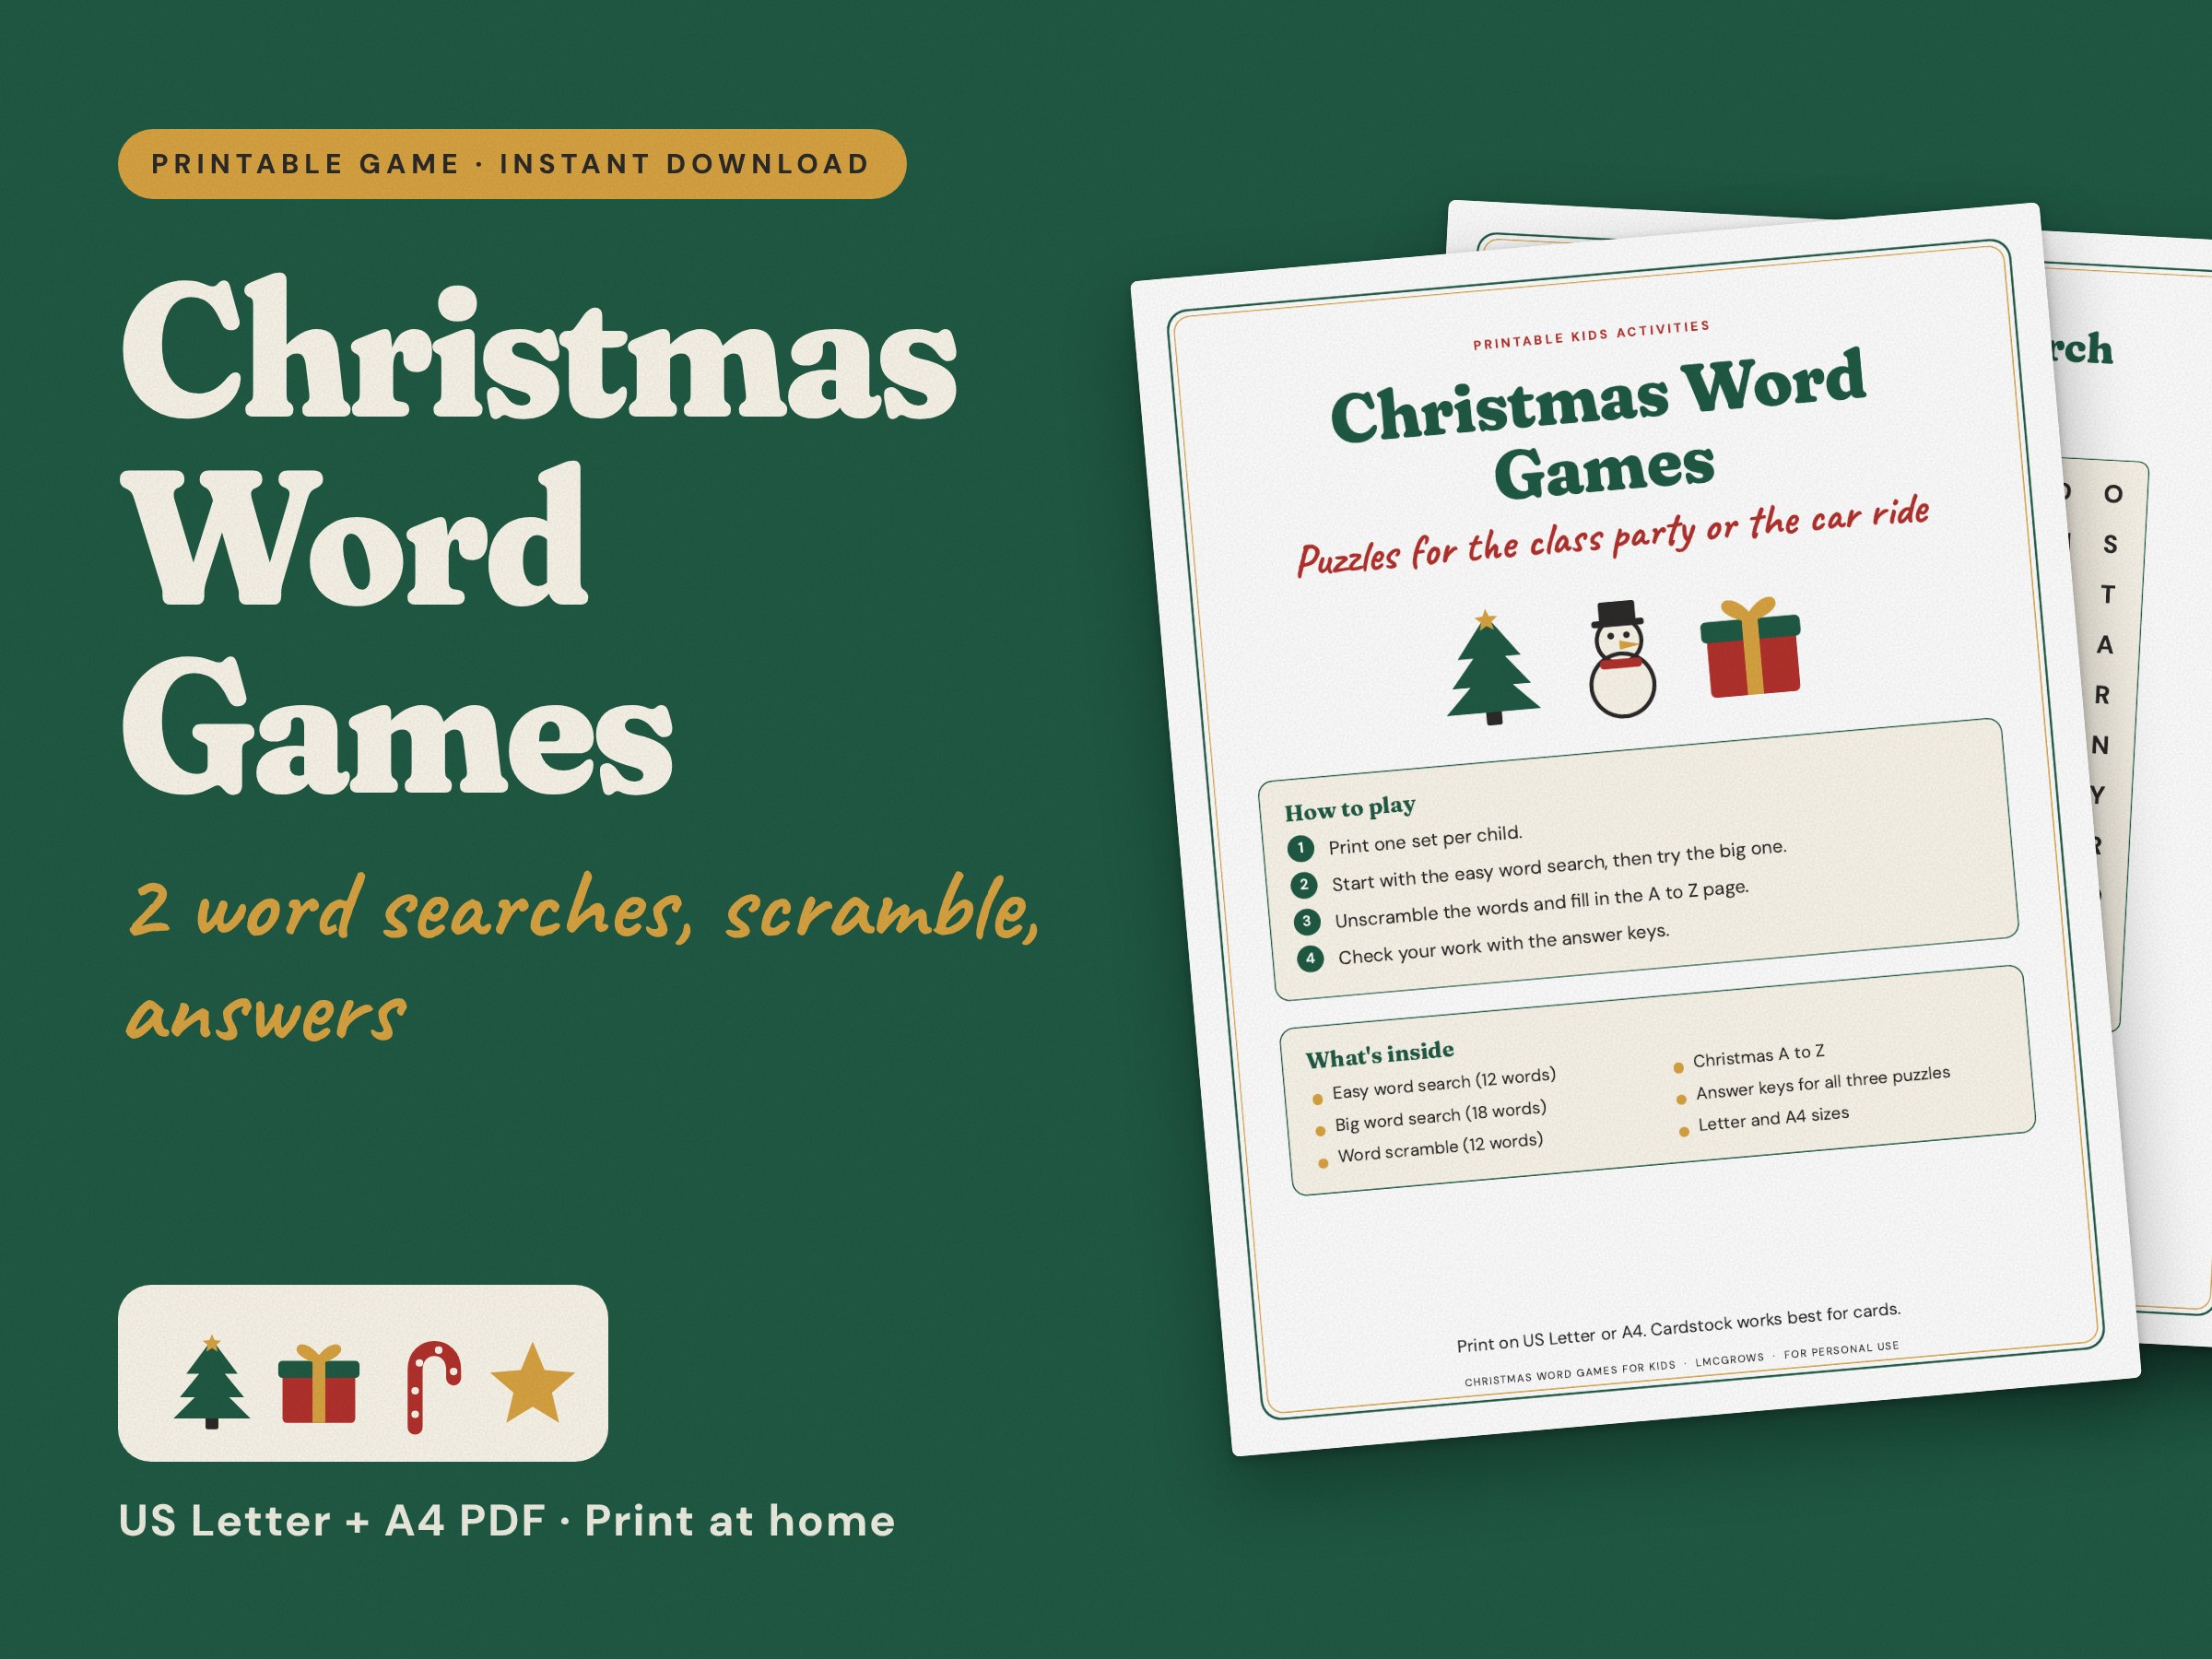 PRINTABLE GAME · INSTANT DOWNLOAD
Christmas
Word
Games
2 word searches, scramble,
answers
US Letter + A4 PDF · Print at home
PRINTABLE KIDS ACTIVITIES
Christmas Word
Games
Puzzles for the class party or the car ride
How to play
1 Print one set per child.
2 Start with the easy word search, then try the big one.
3 Unscramble the words and fill in the A to Z page.
4 Check your work with the answer keys.
What's inside
Easy word search (12 words)
Big word search (18 words)
Word scramble (12 words)
Christmas A to Z
Answer keys for all three puzzles
Letter and A4 sizes
Print on US Letter or A4. Cardstock works best for cards.
CHRISTMAS WORD GAMES FOR KIDS · LMCGROWS · FOR PERSONAL USE
rch
O
S
T
A
R
N
Y